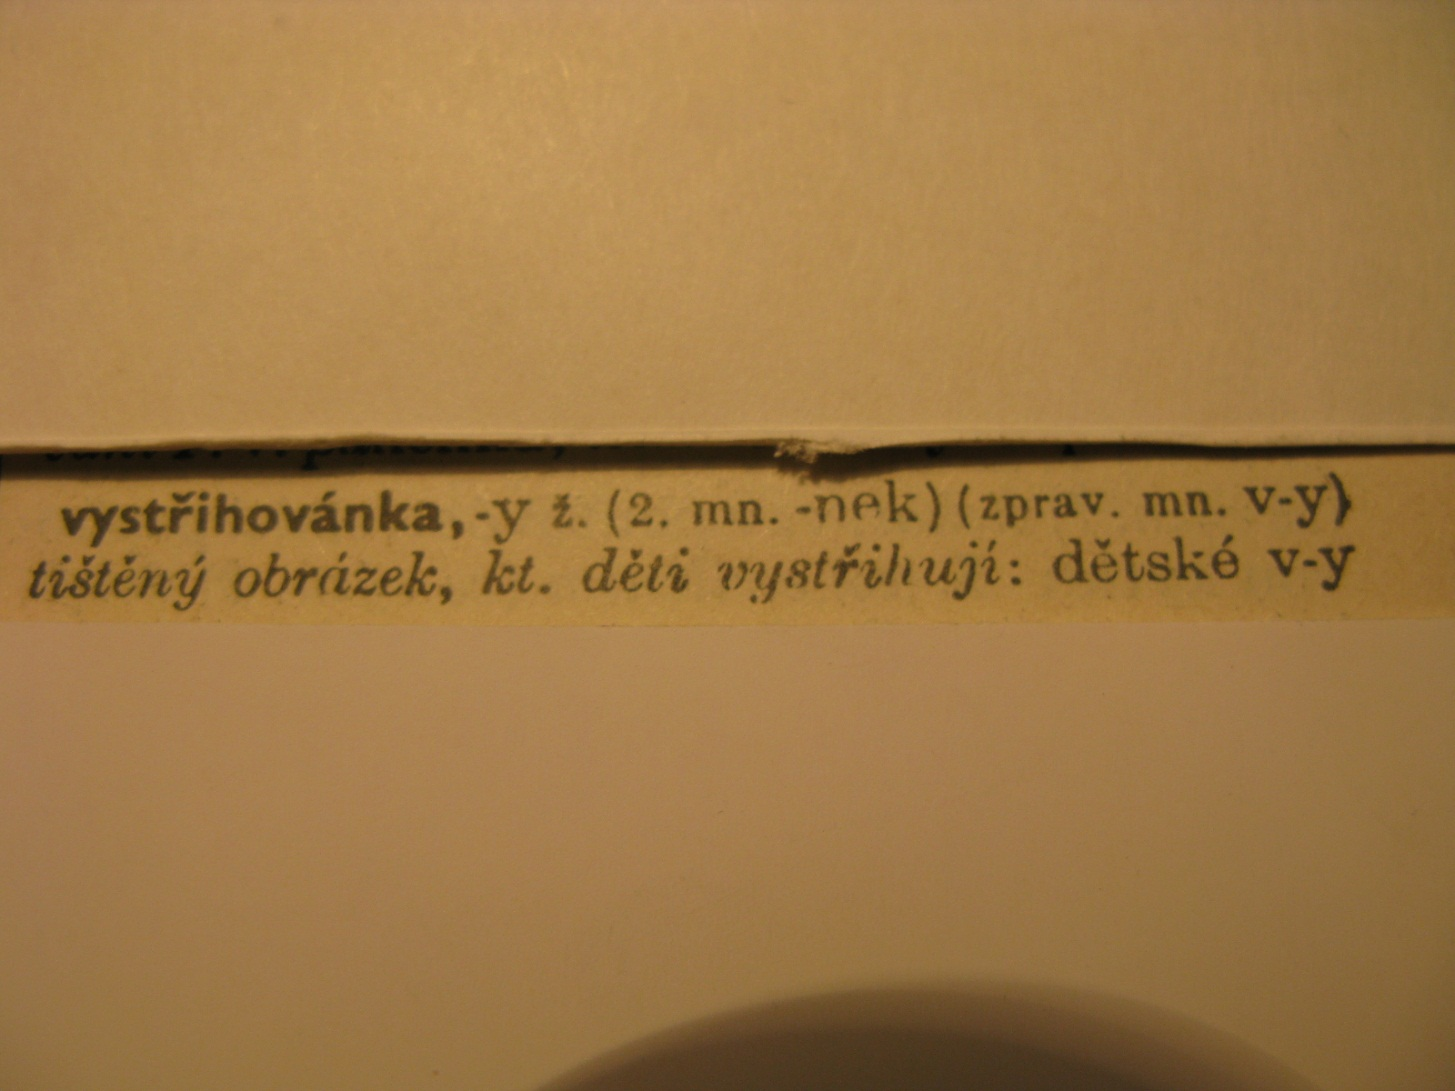 vystřihovánka, -y ž. (2. mn. -nek) (zprav. mn. v-y)
tištěný obrázek, kt. děti vystřihují: dětské v-y